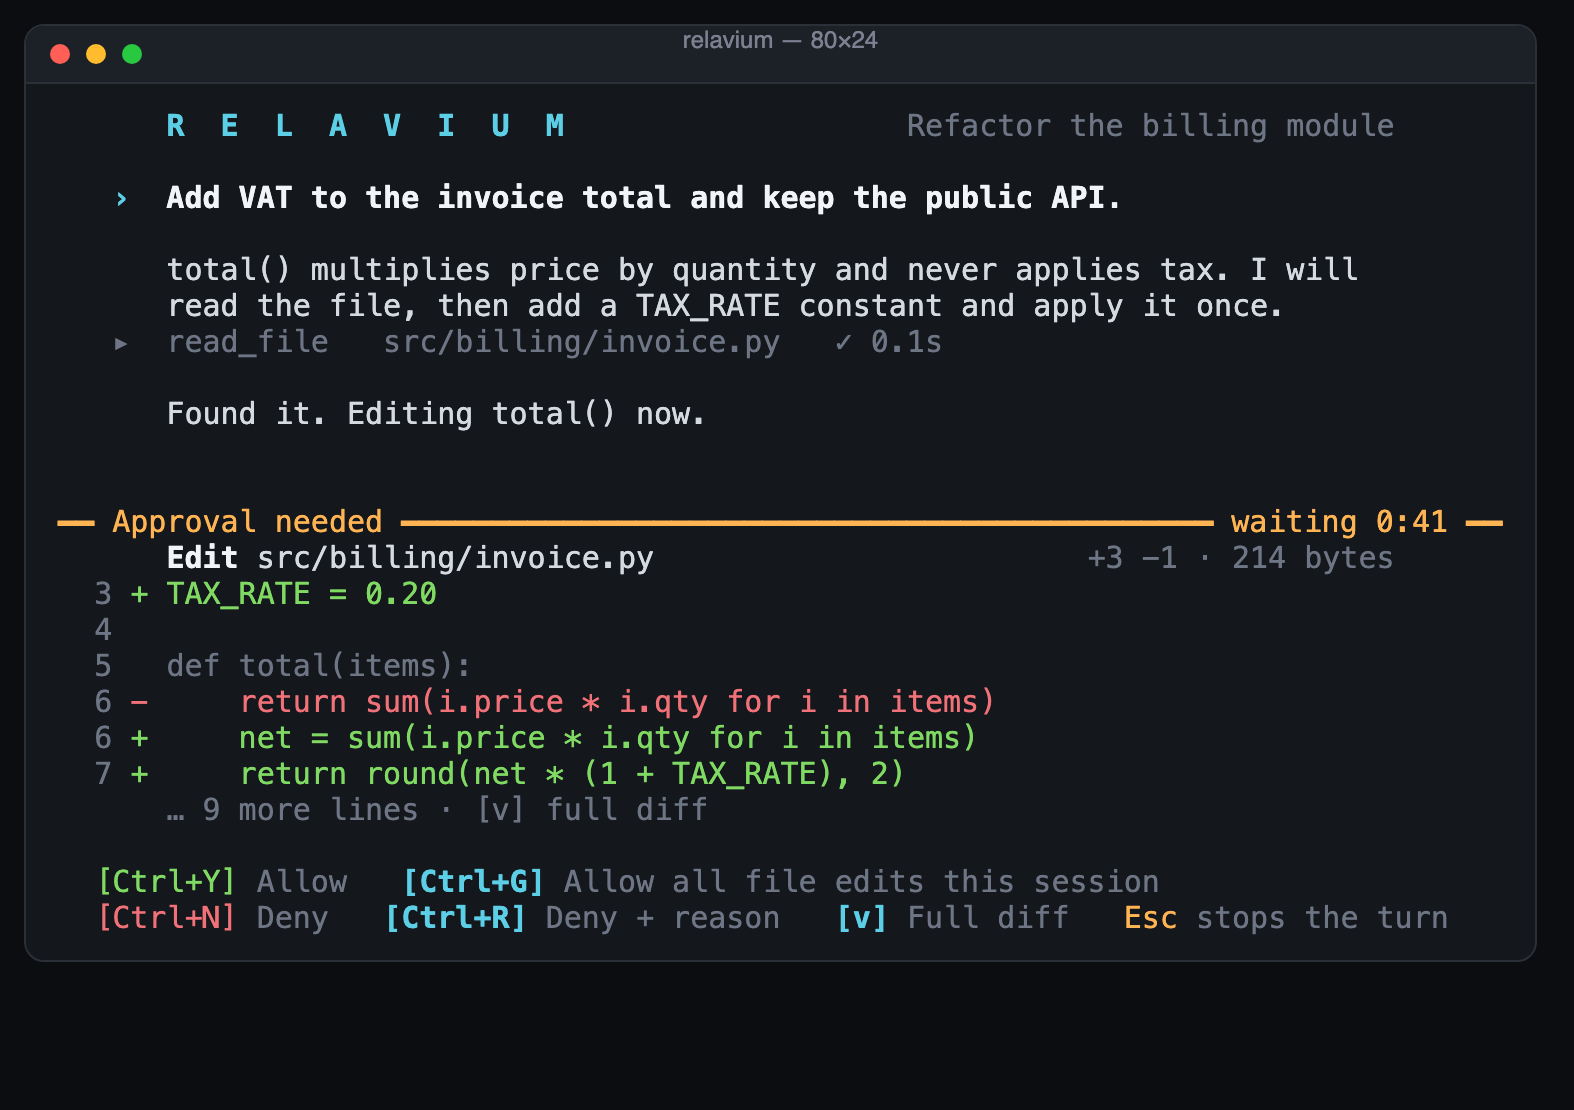 relavium — 80×24
R E L A V I U M Refactor the billing module
› Add VAT to the invoice total and keep the public API.
total() multiplies price by quantity and never applies tax. I will
read the file, then add a TAX_RATE constant and apply it once.
▸ read_file src/billing/invoice.py ✓ 0.1s
Found it. Editing total() now.
Approval needed waiting 0:41
Edit src/billing/invoice.py +3 −1 · 214 bytes
3 + TAX_RATE = 0.20
4
5 def total(items):
6 − return sum(i.price * i.qty for i in items)
6 + net = sum(i.price * i.qty for i in items)
7 + return round(net * (1 + TAX_RATE), 2)
… 9 more lines · [v] full diff
[Ctrl+Y] Allow [Ctrl+G] Allow all file edits this session
[Ctrl+N] Deny [Ctrl+R] Deny + reason [v] Full diff Esc stops the turn